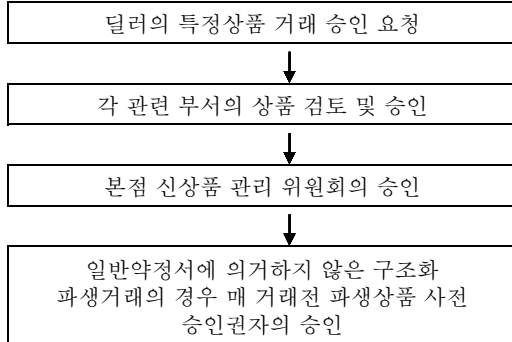 딜러의 특정상품 거래 승인 요청
각 관련 부서의 상품 검토 및 승인
본점 신상품 관리 위원회의 승인
일반약정서에 의거하지 않은 구조화
파생거래의 경우 매 거래전 파생상품 사전
승인권자의 승인